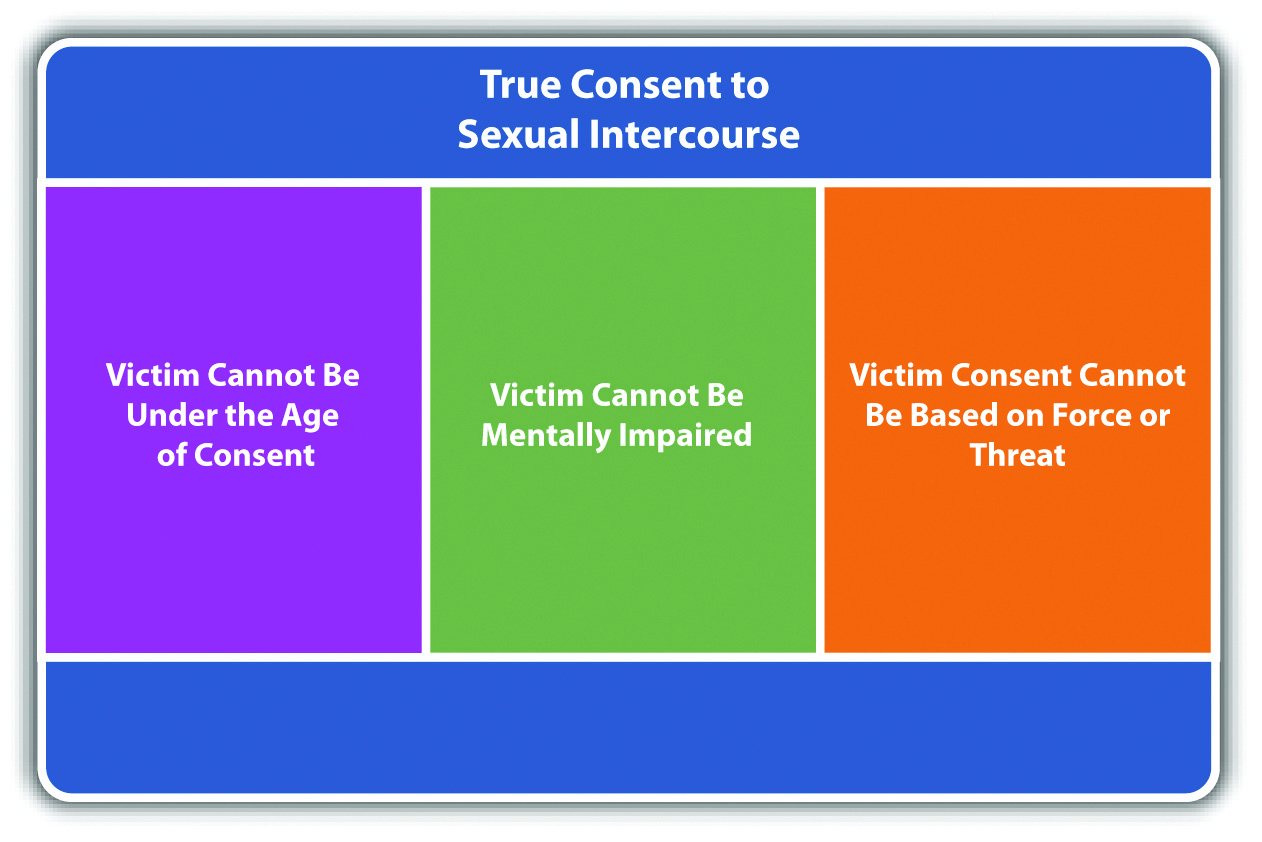 True Consent to
Sexual Intercourse
Victim Cannot Be
Under the Age
of Consent
Victim Cannot Be
Mentally Impaired
Victim Consent Cannot
Be Based on Force or
Threat